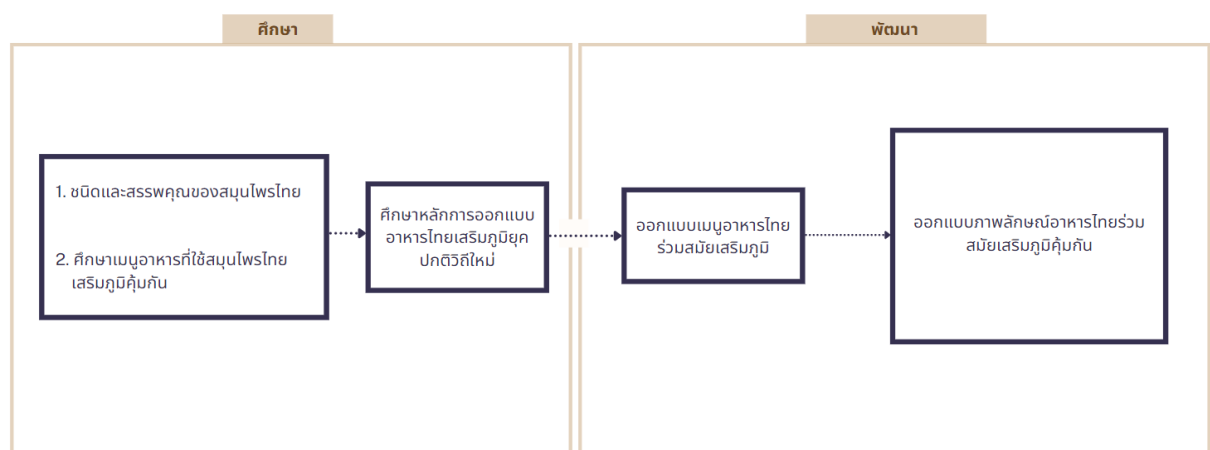 ศึกษา
พัฒนา
1. ชนิดและสรรพคุณของสมุนไพรไทย
2. ศึกษาเมนูอาหารที่ใช้สมุนไพรไทย
เสริมภูมิคุ้มกัน
ศึกษาหลักการออกแบบ
อาหารไทยเสริมภูมิยุค
ปกติวิถีใหม่
ออกแบบเมนูอาหารไทย
ร่วมสมัยเสริมภูมิ
ออกแบบภาพลักษณ์อาหารไทยร่วม
สมัยเสริมภูมิคุ้มกัน